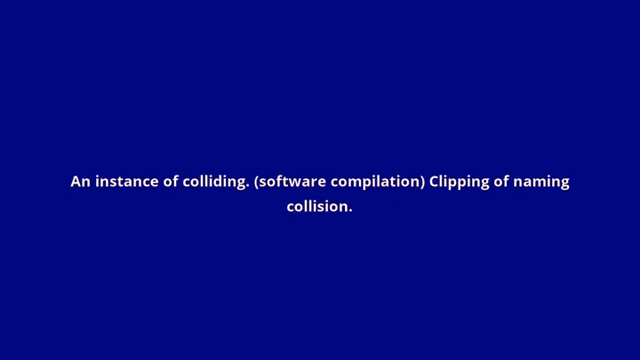 An instance of colliding. (software compilation) Clipping of naming
collision.